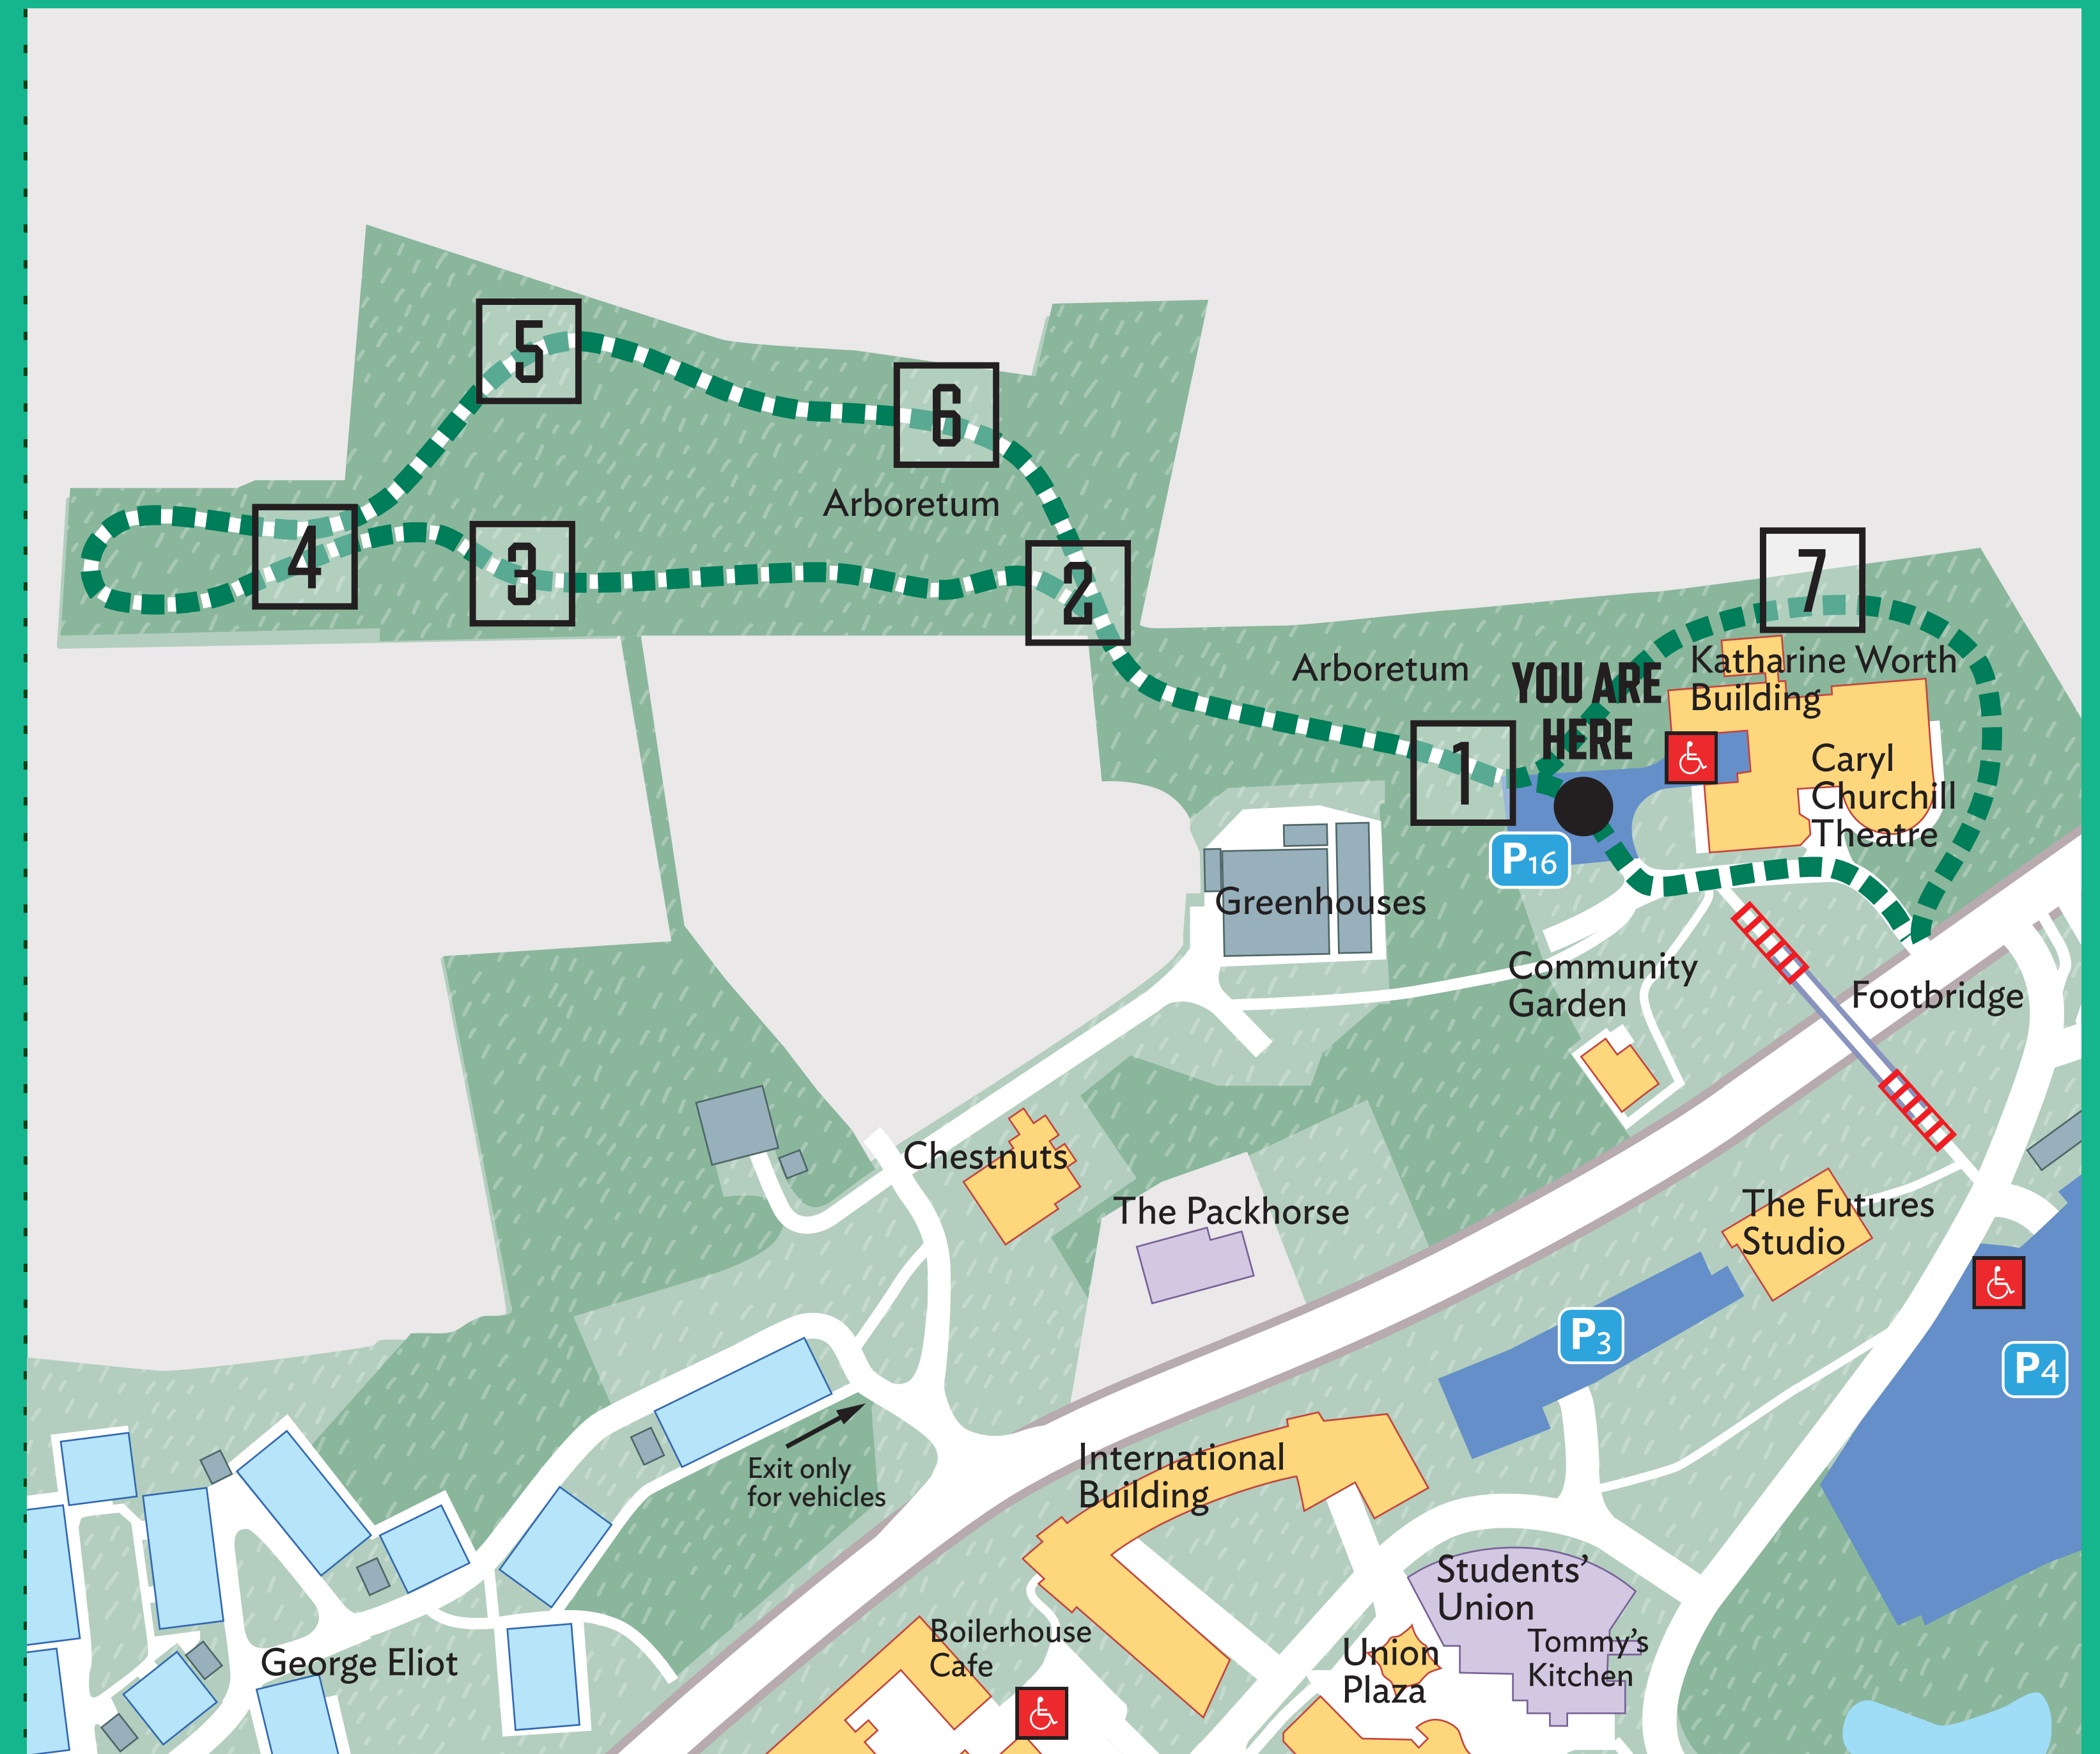 5
6
Arboretum
4
3
2
7
Arboretum
YOU ARE
HERE
Katharine Worth
Building
1
Caryl
Churchill
Theatre
P16
Greenhouses
Community
Garden
Footbridge
Chestnuts
The Packhorse
The Futures
Studio
P3
P4
Exit only
for vehicles
International
Building
Students’
Union
Tommy’s
Kitchen
Union
Plaza
Boilerhouse
Cafe
George Eliot